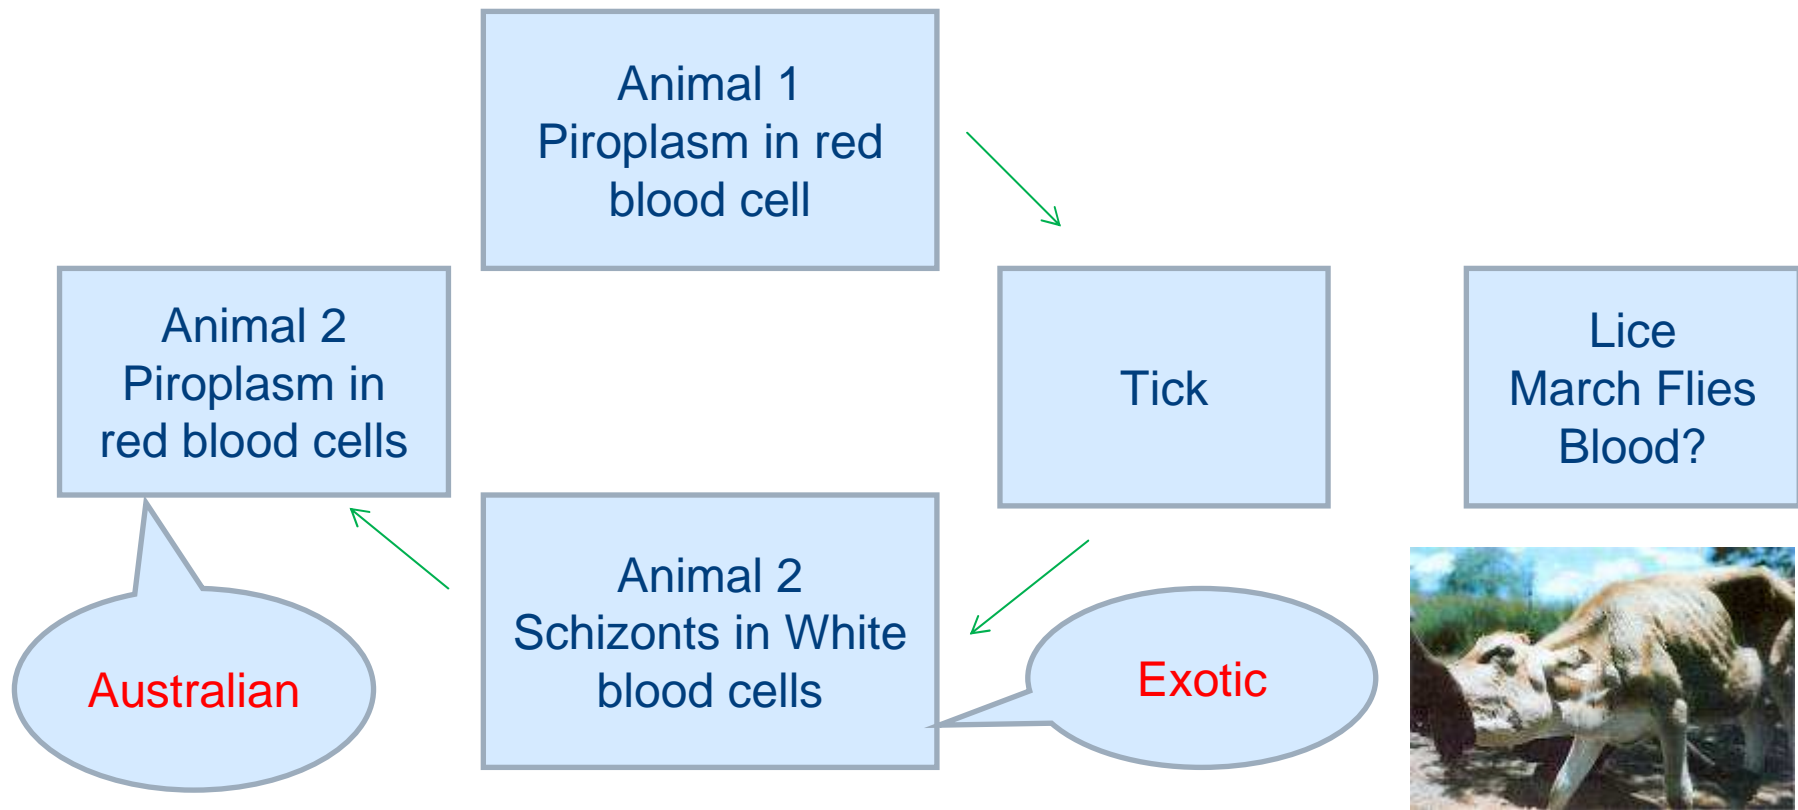 Animal 1
Piroplasm in red
blood cell
Animal 2
Piroplasm in
red blood cells
Tick
Lice
March Flies
Blood?
Animal 2
Schizonts in White
blood cells
Australian
Exotic